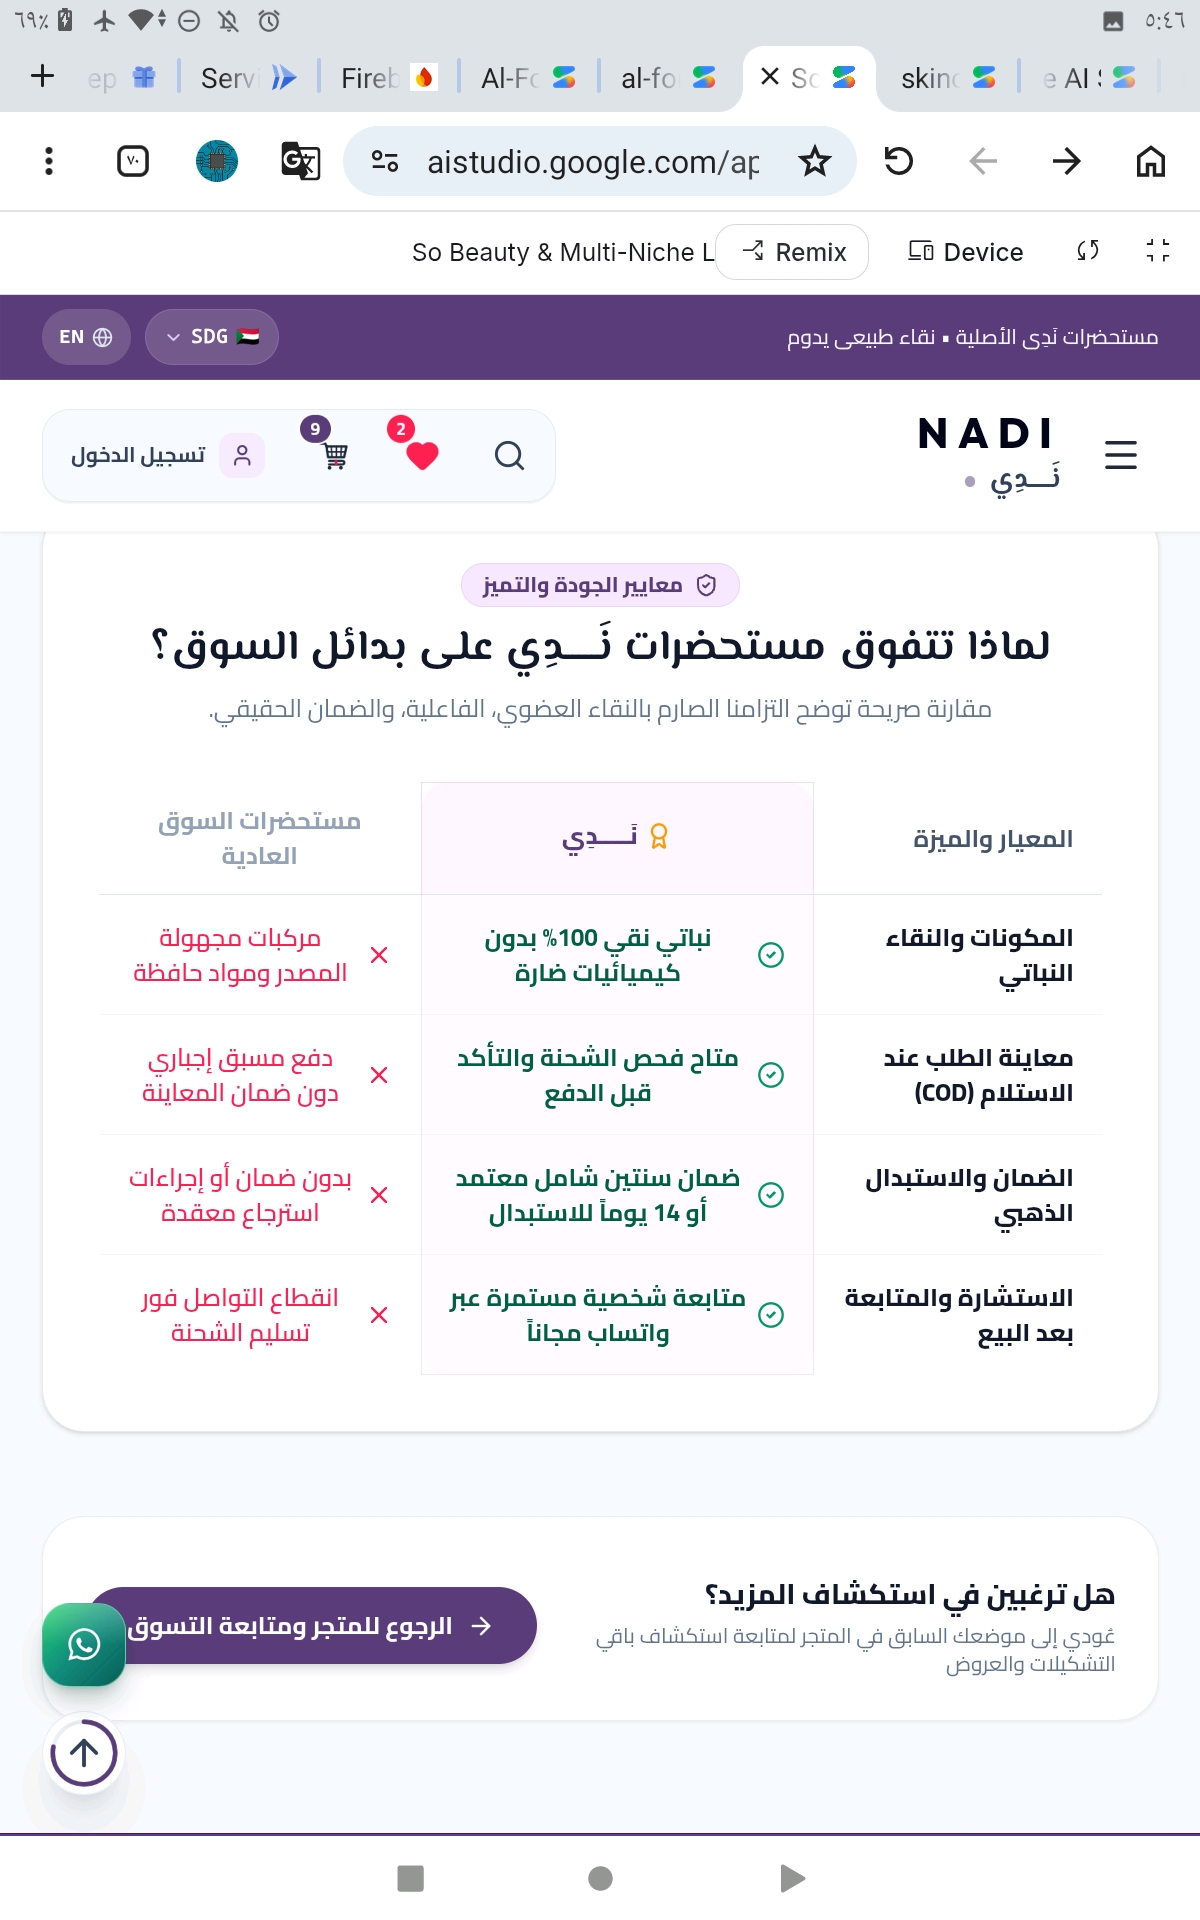 ٦٩٪ ٥:٤٦
ep Servi Fireb Al-Fo al-fo So skinc e AI S
٧٠ aistudio.google.com/ap
So Beauty & Multi-Niche L Remix Device
مستحضرات نَدِي الأصلية • نقاء طبيعي يدوم
SDG EN
NADI
نَـــدِي
2 9 تسجيل الدخول
معايير الجودة والتميز
لماذا تتفوق مستحضرات نَـــدِي على بدائل السوق؟
مقارنة صريحة توضح التزامنا الصارم بالنقاء العضوي، الفاعلية، والضمان الحقيقي.
المعيار والميزة
نَـــدِي
مستحضرات السوق
العادية
المكونات والنقاء
النباتي
نباتي نقي 100% بدون
كيميائيات ضارة
مركبات مجهولة
المصدر ومواد حافظة
معاينة الطلب عند
الاستلام (COD)
متاح فحص الشحنة والتأكد
قبل الدفع
دفع مسبق إجباري
دون ضمان المعاينة
الضمان والاستبدال
الذهبي
ضمان سنتين شامل معتمد
أو 14 يوماً للاستبدال
بدون ضمان أو إجراءات
استرجاع معقدة
الاستشارة والمتابعة
بعد البيع
متابعة شخصية مستمرة عبر
واتساب مجاناً
انقطاع التواصل فور
تسليم الشحنة
هل ترغبين في استكشاف المزيد؟
عُودي إلى موضعك السابق في المتجر لمتابعة استكشاف باقي
التشكيلات والعروض
الرجوع للمتجر ومتابعة التسوق